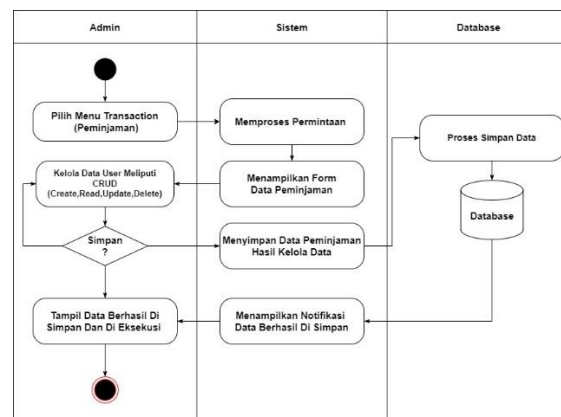 Admin
Sistem
Database
Pilih Menu Transaction
(Peminjaman)
Memproses Permintaan
Proses Simpan Data
Kelola Data User Meliputi
CRUD
(Create,Read,Update,Delete)
Menampilkan Form
Data Peminjaman
Database
Simpan
?
Menyimpan Data Peminjaman
Hasil Kelola Data
Tampil Data Berhasil Di
Simpan Dan Di Eksekusi
Menampilkan Notifikasi
Data Berhasil Di Simpan